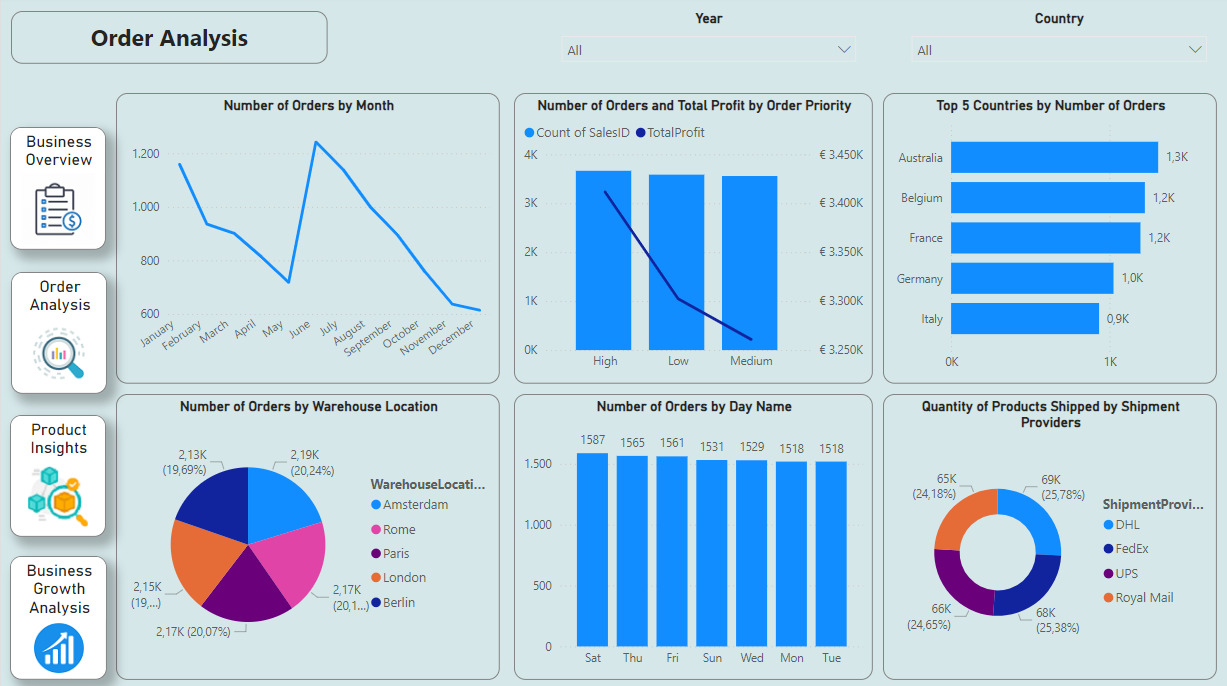 Order Analysis
Year
All
Country
All
Business
Overview
Order
Analysis
Product
Insights
Business
Growth
Analysis
Number of Orders by Month
1.200
1.000
800
600
January
February
March
April
May
June
July
August
September
October
November
December
Number of Orders and Total Profit by Order Priority
Count of SalesID TotalProfit
4K
3K
2K
1K
0K
€ 3.450K
€ 3.400K
€ 3.350K
€ 3.300K
€ 3.250K
High Low Medium
Top 5 Countries by Number of Orders
Australia 1,3K
Belgium 1,2K
France 1,2K
Germany 1,0K
Italy 0,9K
0K 1K
Number of Orders by Warehouse Location
2,13K
(19,69%)
2,19K
(20,24%)
2,15K
(19,...)
2,17K
(20,1...)
2,17K (20,07%)
WarehouseLocati...
Amsterdam
Rome
Paris
London
Berlin
Number of Orders by Day Name
1587 1565 1561 1531 1529 1518 1518
1.500
1.000
500
0
Sat Thu Fri Sun Wed Mon Tue
Quantity of Products Shipped by Shipment
Providers
65K
(24,18%)
69K
(25,78%)
66K
(24,65%)
68K
(25,38%)
ShipmentProvi...
DHL
FedEx
UPS
Royal Mail